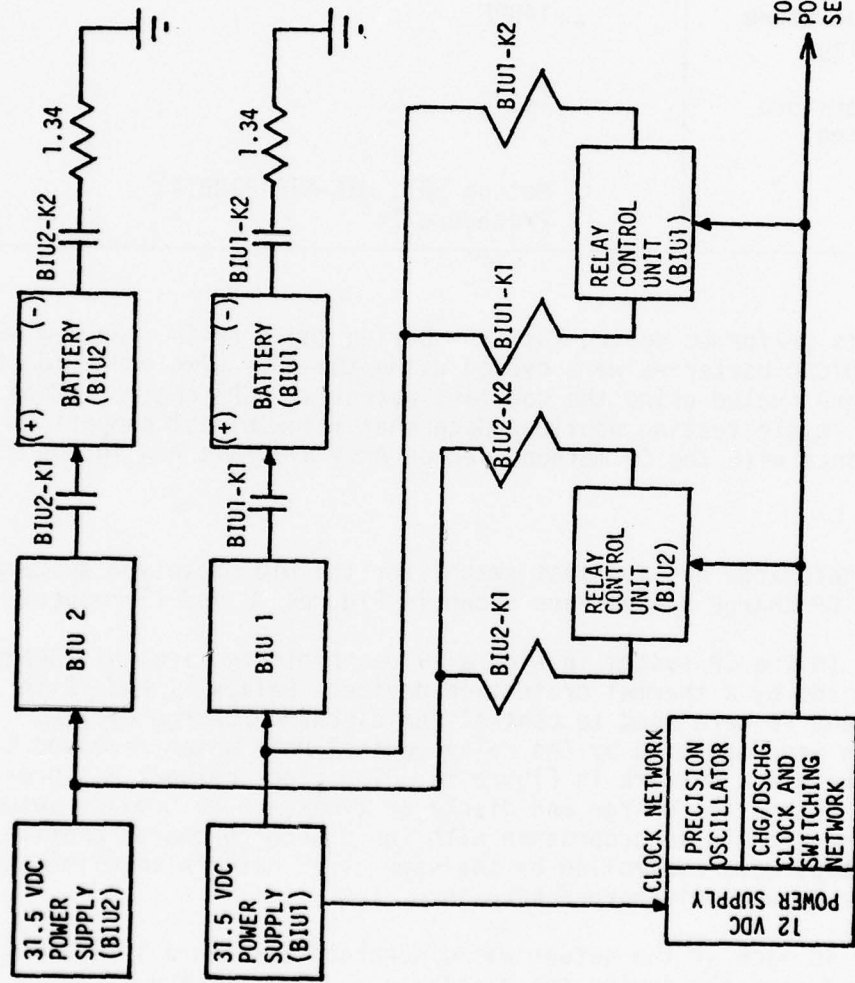 31.5 VDC
POWER
SUPPLY
(BIU2)
BIU 2
BIU2-K1
(+)
(-)
BATTERY
(BIU2)
BIU2-K2
1.34
31.5 VDC
POWER
SUPPLY
(BIU1)
BIU 1
BIU1-K1
(+)
(-)
BATTERY
(BIU1)
BIU1-K2
1.34
BIU2-K1
BIU2-K2
BIU1-K1
BIU1-K2
RELAY
CONTROL
UNIT
(BIU2)
RELAY
CONTROL
UNIT
(BIU1)
CLOCK NETWORK
12 VDC
POWER SUPPLY
PRECISION
OSCILLATOR
CHG/DSCHG
CLOCK AND
SWITCHING
NETWORK
TO
PO
SE